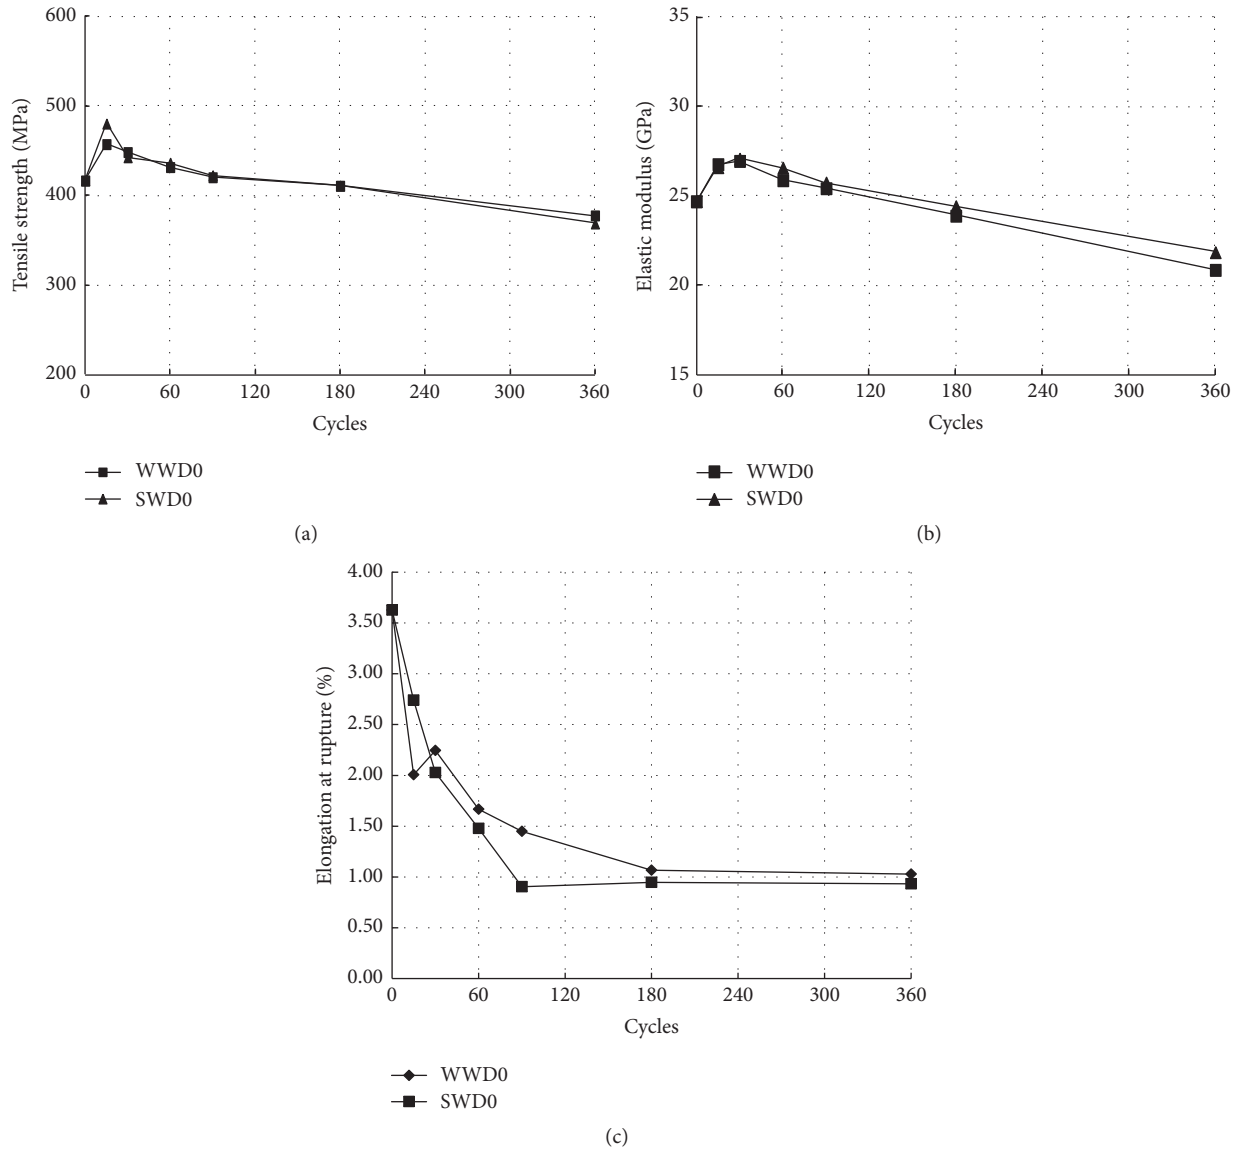 600
500
400
300
200
Tensile strength (MPa)
0 60 120 180 240 300 360
Cycles
WWD0
SWD0
(a)
35
30
25
20
15
Elastic modulus (GPa)
0 60 120 180 240 300 360
Cycles
WWD0
SWD0
(b)
4.00
3.50
3.00
2.50
2.00
1.50
1.00
0.50
0.00
Elongation at rupture (%)
0 60 120 180 240 300 360
Cycles
WWD0
SWD0
(c)